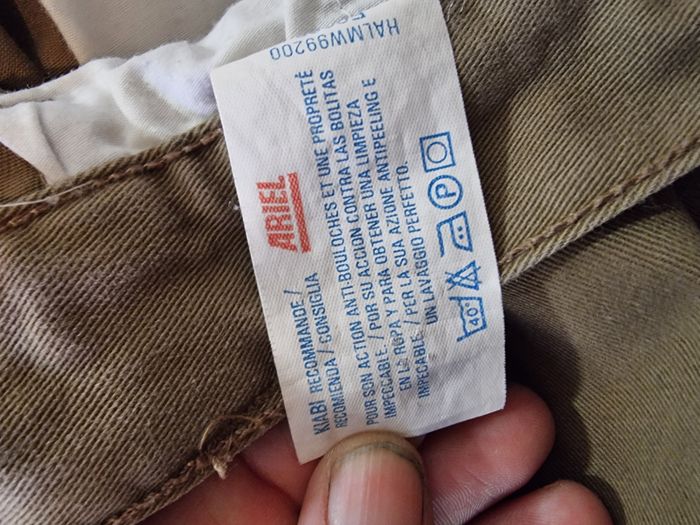 HALMW99200
KIABI RECOMMANDE /
RECOMIENDA / CONSIGLIA
ARIEL
POUR SON ACTION ANTI-BOULOCHES ET UNE PROPRETÉ
IMPECCABLE. / POR SU ACCION CONTRA LAS BOLITAS
EN LA ROPA Y PARA OBTENER UNA LIMPIEZA
IMPECABLE. / PER LA SUA AZIONE ANTIPEELING E
UN LAVAGGIO PERFETTO.
40° P